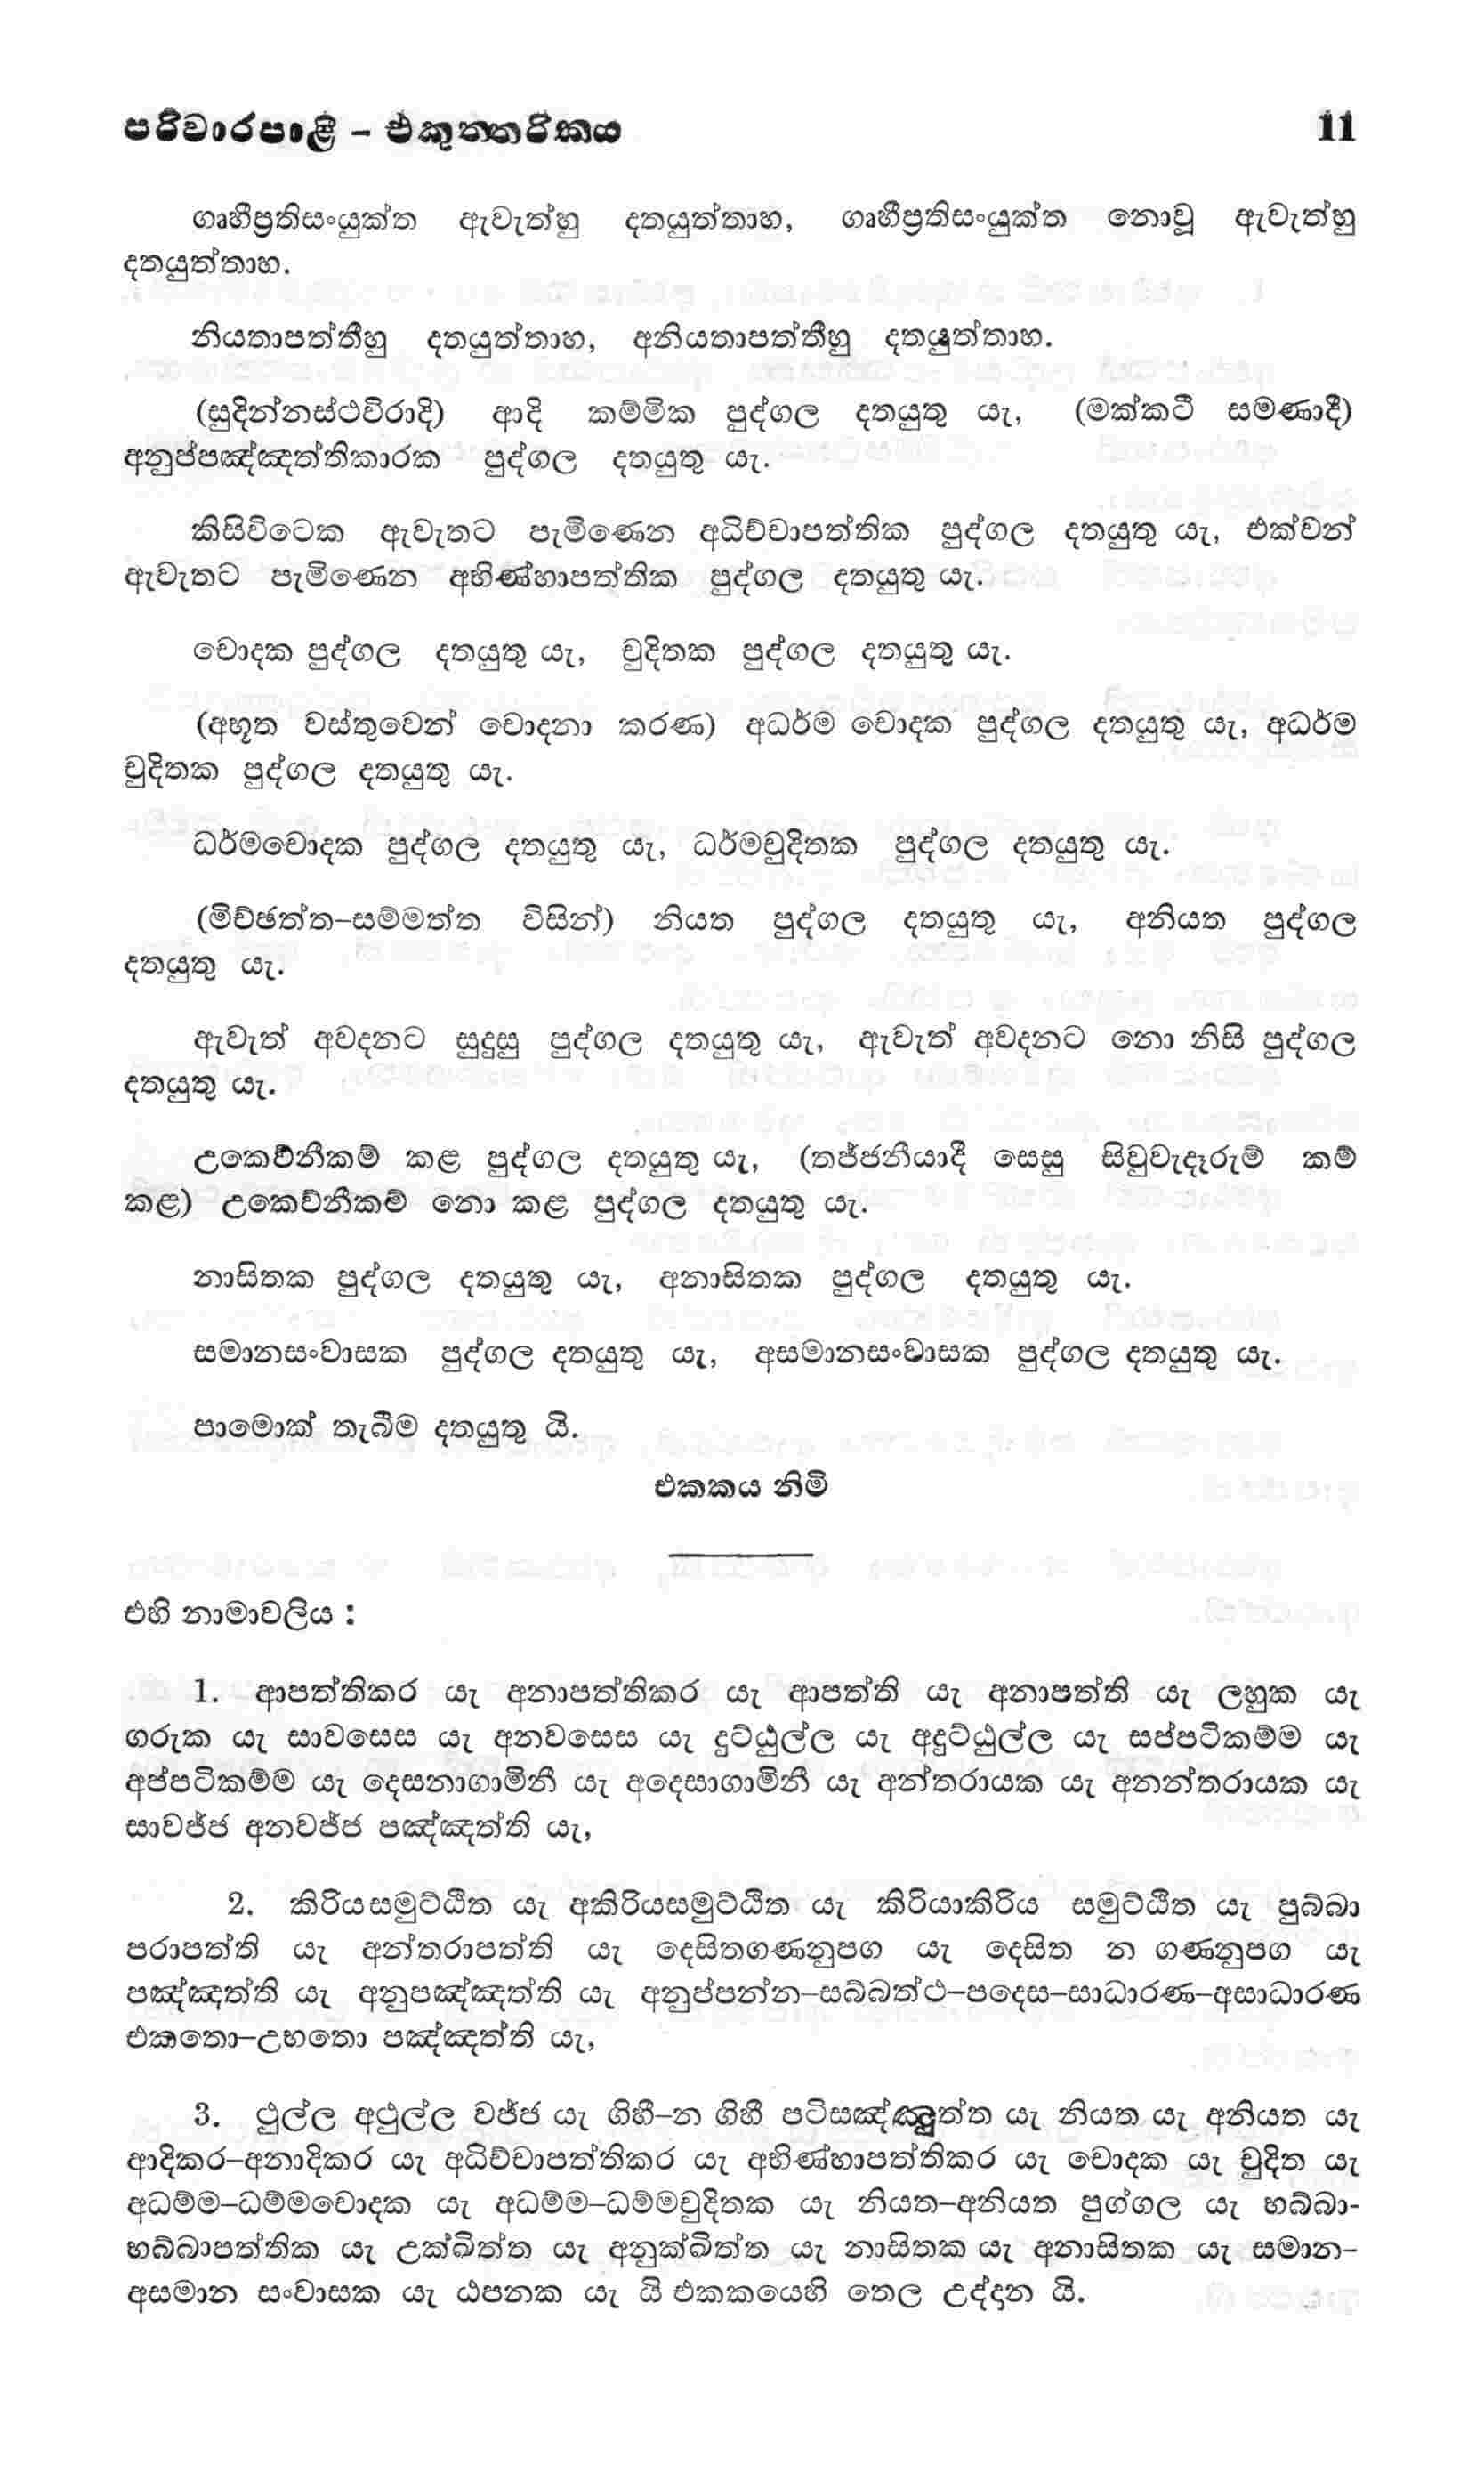 පරිවාරපාළි – එකුත්තරිකය 11
ගෘහීප්‍රතිසංයුක්ත ඇවැත්හු දතයුත්තාහ, ගෘහීප්‍රතිසංයුක්ත නොවූ ඇවැත්හු
දතයුත්තාහ.
නියතාපත්තීහු දතයුත්තාහ, අනියතාපත්තීහු දතයුත්තාහ.
(සුදින්නස්ථවිරාදි) ආදි කම්මික පුද්ගල දතයුතු යැ, (මක්කටී සමණාදී)
අනුප්පඤ්ඤත්තිකාරක පුද්ගල දතයුතු යැ.
කිසිවිටෙක ඇවැතට පැමිණෙන අධිච්චාපත්තික පුද්ගල දතයුතු යැ, එක්වන්
ඇවැතට පැමිණෙන අභිණ්හාපත්තික පුද්ගල දතයුතු යැ.
චොදක පුද්ගල දතයුතු යැ, චුදිතක පුද්ගල දතයුතු යැ.
(අභූත වස්තුවෙන් චොදනා කරණ) අධර්ම චොදක පුද්ගල දතයුතු යැ, අධර්ම
චුදිතක පුද්ගල දතයුතු යැ.
ධර්මචොදක පුද්ගල දතයුතු යැ, ධර්මචුදිතක පුද්ගල දතයුතු යැ.
(මිච්ඡත්ත–සම්මත්ත විසින්) නියත පුද්ගල දතයුතු යැ, අනියත පුද්ගල
දතයුතු යැ.
ඇවැත් අවදනට සුදුසු පුද්ගල දතයුතු යැ, ඇවැත් අවදනට නො නිසි පුද්ගල
දතයුතු යැ.
උකෙව්නීකම් කළ පුද්ගල දතයුතු යැ, (තජ්ජනීයාදී සෙසු සිවුවැදෑරුම් කම්
කළ) උකෙව්නීකම් නො කළ පුද්ගල දතයුතු යැ.
නාසිතක පුද්ගල දතයුතු යැ, අනාසිතක පුද්ගල දතයුතු යැ.
සමානසංවාසක පුද්ගල දතයුතු යැ, අසමානසංවාසක පුද්ගල දතයුතු යැ.
පාමොක් තැබීම දතයුතු යි.
එකකය නිමි
එහි නාමාවලිය :
1. ආපත්තිකර යැ අනාපත්තිකර යැ ආපත්ති යැ අනාපත්ති යැ ලහුක යැ
ගරුක යැ සාවසෙස යැ අනවසෙස යැ දුට්ඨුල්ල යැ අදුට්ඨුල්ල යැ සප්පටිකම්ම යැ
අප්පටිකම්ම යැ දෙසනාගාමිනී යැ අදෙසාගාමිනී යැ අන්තරායක යැ අනන්තරායක යැ
සාවජ්ජ අනවජ්ජ පඤ්ඤත්ති යැ,
2. කිරියසමුට්ඨිත යැ අකිරියසමුට්ඨිත යැ කිරියාකිරිය සමුට්ඨිත යැ පුබ්බා
පරාපත්ති යැ අන්තරාපත්ති යැ දෙසිතගණනුපග යැ දෙසිත න ගණනුපග යැ
පඤ්ඤත්ති යැ අනුපඤ්ඤත්ති යැ අනුප්පන්න–සබ්බත්ථ–පදෙස–සාධාරණ–අසාධාරණ
එකතො–උභතො පඤ්ඤත්ති යැ,
3. ථුල්ල අථුල්ල වජ්ජ යැ ගිහී–න ගිහී පටිසඤ්ඤුත්ත යැ නියත යැ අනියත යැ
ආදිකර–අනාදිකර යැ අධිච්චාපත්තිකර යැ අභිණ්හාපත්තිකර යැ චොදක යැ චුදිත යැ
අධම්ම–ධම්මචොදක යැ අධම්ම–ධම්මචුදිතක යැ නියත–අනියත පුග්ගල යැ භබ්බා-
භබ්බාපත්තික යැ උක්ඛිත්ත යැ අනුක්ඛිත්ත යැ නාසිතක යැ අනාසිතක යැ සමාන–
අසමාන සංවාසක යැ ඨපනක යැ යි එකකයෙහි තෙල උද්දාන යි.